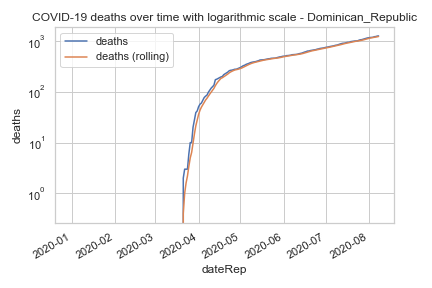 COVID-19 deaths over time with logarithmic scale - Dominican_Republic
deaths
deaths (rolling)
10³
10²
10¹
10⁰
deaths
2020-01
2020-02
2020-03
2020-04
2020-05
2020-06
2020-07
2020-08
dateRep